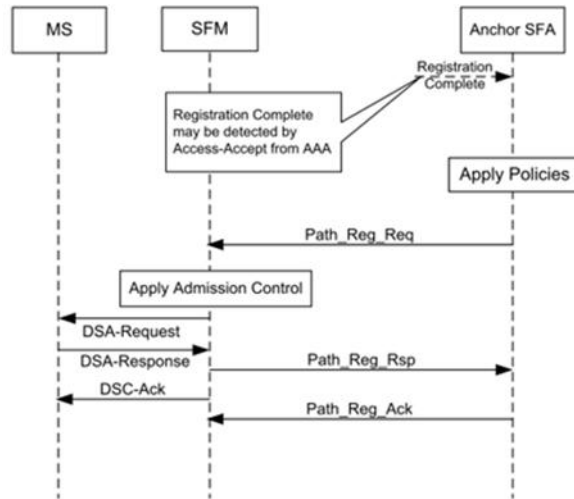 MS
SFM
Anchor SFA
Registration
Complete
Registration Complete
may be detected by
Access-Accept from AAA
Apply Policies
Path_Reg_Req
Apply Admission Control
DSA-Request
DSA-Response
Path_Reg_Rsp
DSC-Ack
Path_Reg_Ack